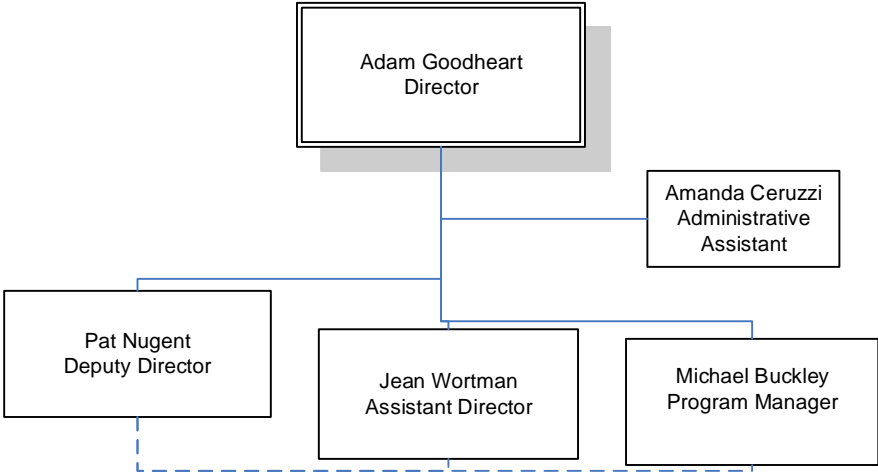 Adam Goodheart
Director
Amanda Ceruzzi
Administrative
Assistant
Pat Nugent
Deputy Director
Jean Wortman
Assistant Director
Michael Buckley
Program Manager